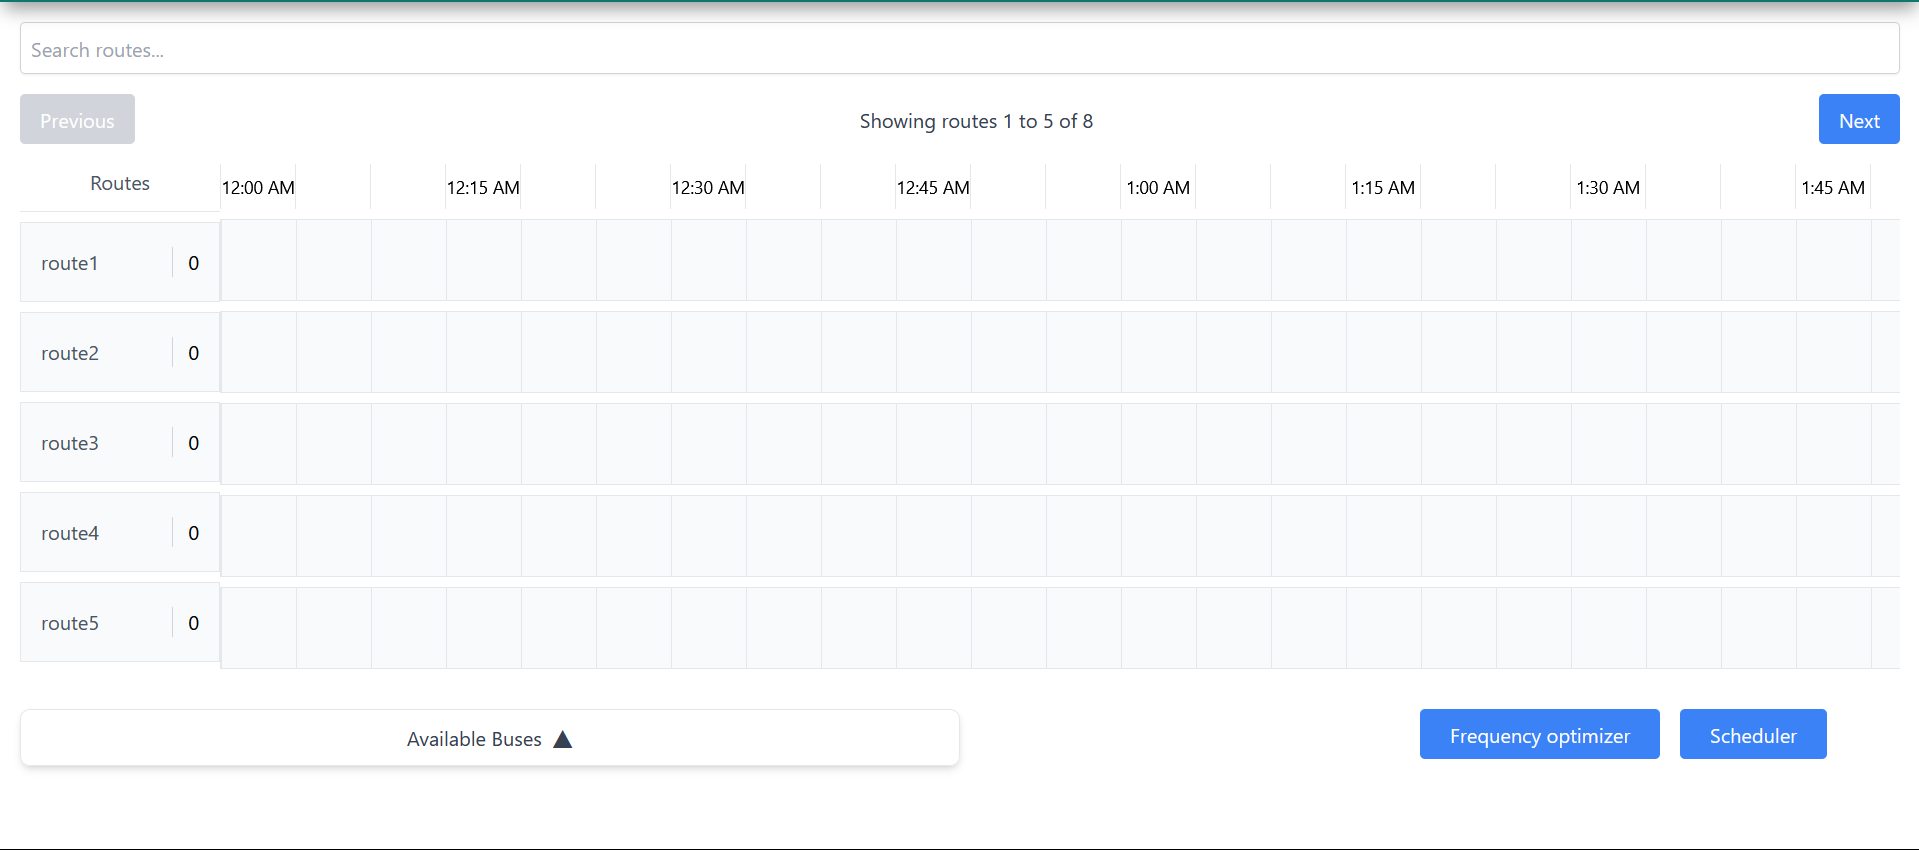 Search routes...
Previous Showing routes 1 to 5 of 8 Next
Routes 12:00 AM 12:15 AM 12:30 AM 12:45 AM 1:00 AM 1:15 AM 1:30 AM 1:45 AM
route1 0
route2 0
route3 0
route4 0
route5 0
Available Buses ▲ Frequency optimizer Scheduler